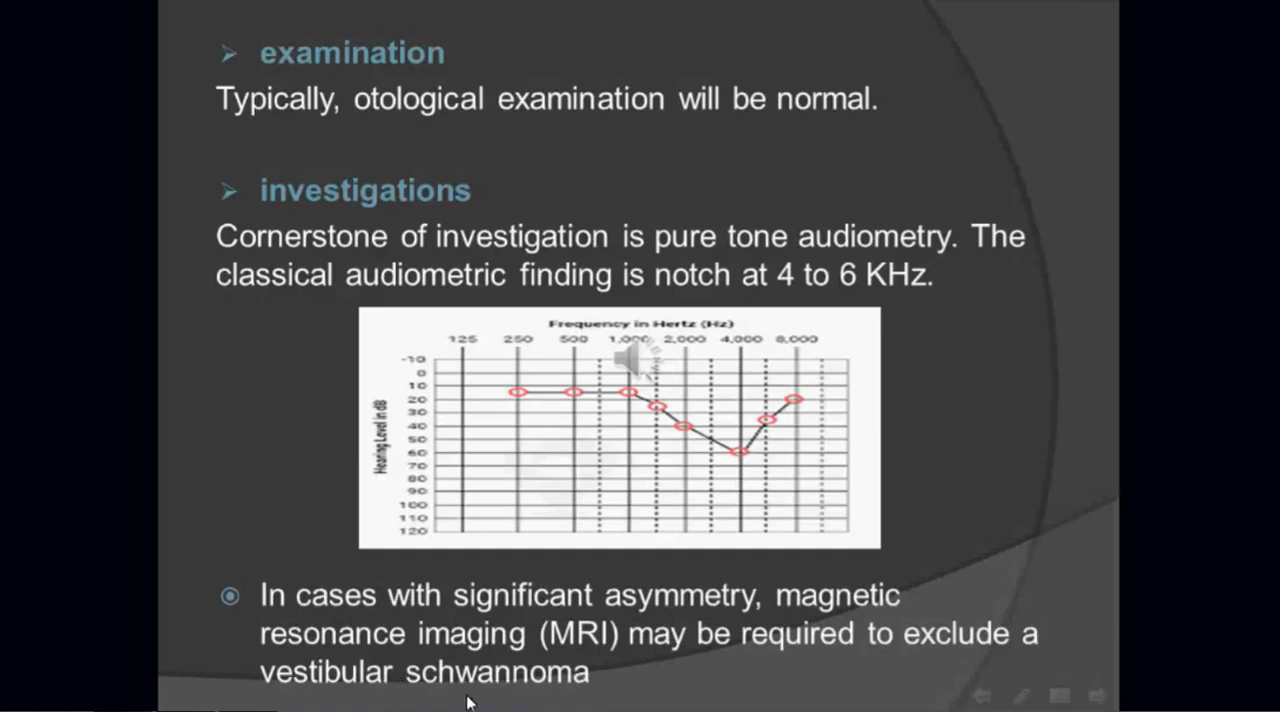 examination
Typically, otological examination will be normal.
investigations
Cornerstone of investigation is pure tone audiometry. The
classical audiometric finding is notch at 4 to 6 KHz.
Frequency in Hertz (Hz)
125 250 500 1,000 2,000 4,000 8,000
-10
0
10
20
30
40
50
60
70
80
90
100
110
120
Hearing Level in dB
In cases with significant asymmetry, magnetic
resonance imaging (MRI) may be required to exclude a
vestibular schwannoma